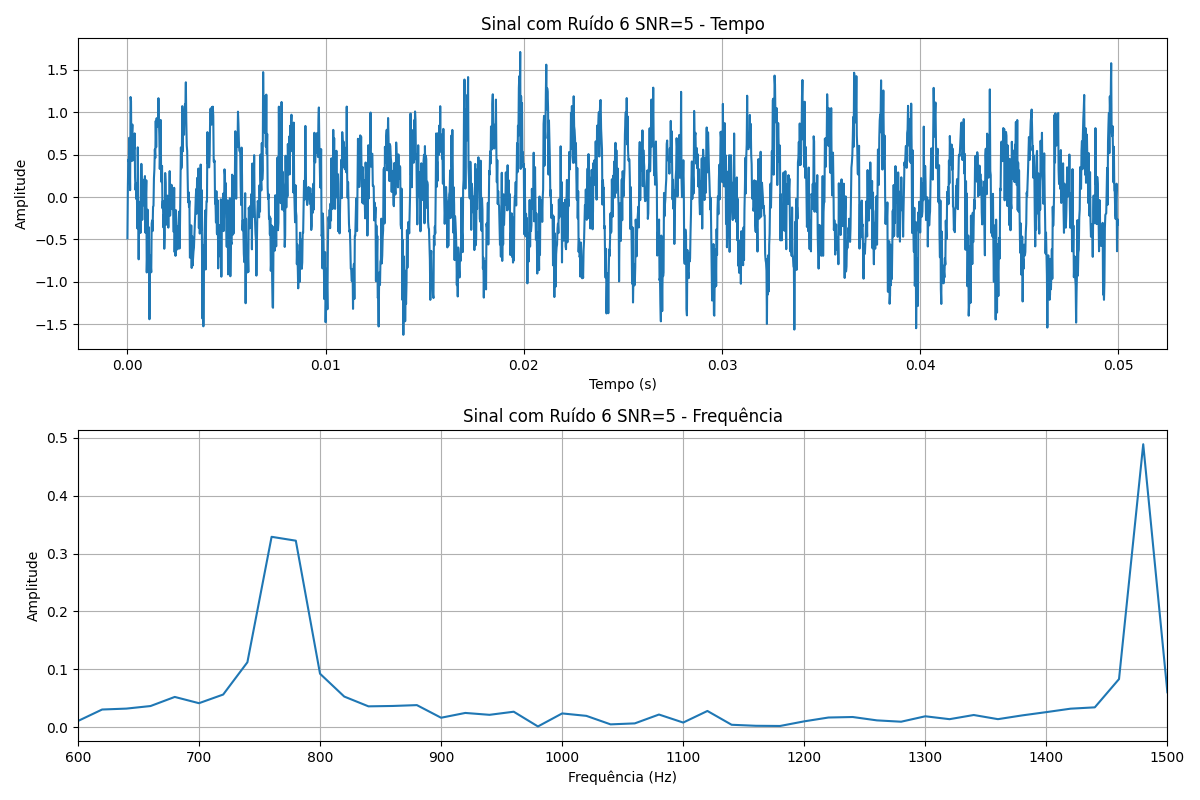 Sinal com Ruído 6 SNR=5 - Tempo
Amplitude
1.5
1.0
0.5
0.0
−0.5
−1.0
−1.5
0.00 0.01 0.02 0.03 0.04 0.05
Tempo (s)
Sinal com Ruído 6 SNR=5 - Frequência
Amplitude
0.5
0.4
0.3
0.2
0.1
0.0
600 700 800 900 1000 1100 1200 1300 1400 1500
Frequência (Hz)